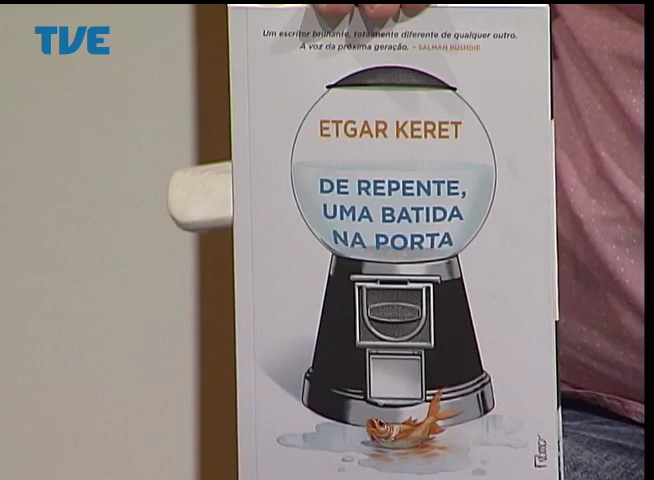 TVE
Um escritor brilhante, totalmente diferente de qualquer outro.
A voz da próxima geração. – SALMAN RUSHDIE
ETGAR KERET
DE REPENTE,
UMA BATIDA
NA PORTA